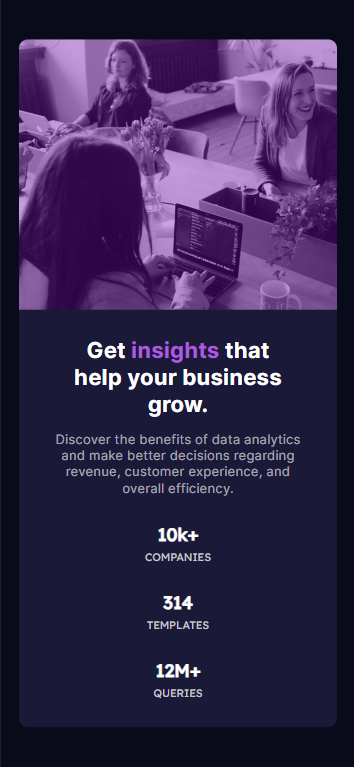 Get insights that
help your business
grow.
Discover the benefits of data analytics
and make better decisions regarding
revenue, customer experience, and
overall efficiency.
10k+
COMPANIES
314
TEMPLATES
12M+
QUERIES